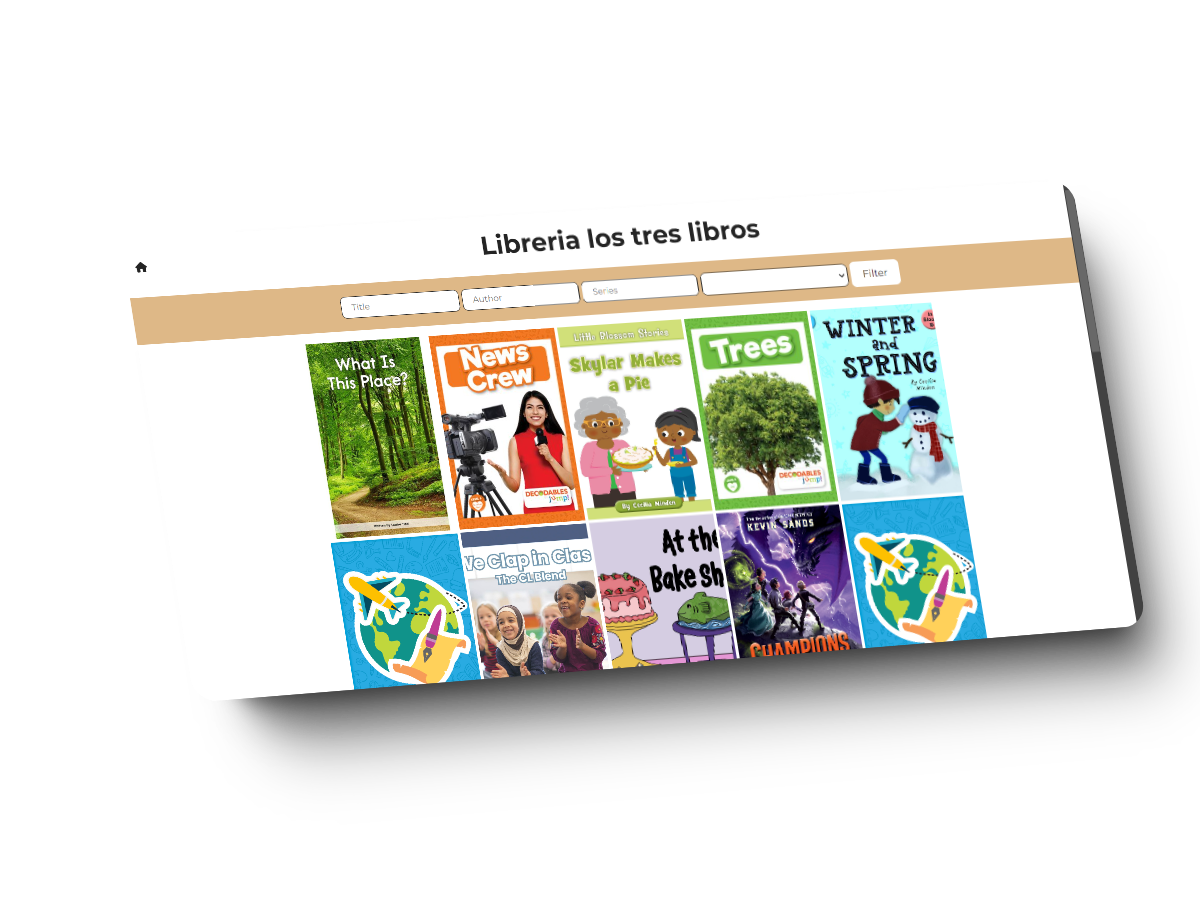 Libreria los tres libros
Title
Author
Series
Filter
What Is
This Place?
News
Crew
DECODABLES
jump!
Little Blossom Stories
Skylar Makes
a Pie
By Cecilia Minden
Trees
DECODABLES
jump!
WINTER
and
SPRING
By Cecilia
Minden
We Clap in Clas
The CL Blend
At the
Bake Sh
KEVIN SANDS
CHAMPIONS